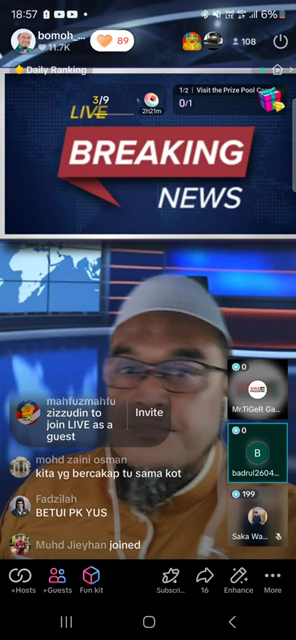 18:57
6%
bomoh_...
11.7K
89
108
Daily Ranking
3/9
LIVE
2h21m
1/2 | Visit the Prize Pool
0/1
BREAKING
NEWS
mahfuzmahfu
zizzudin to
join LIVE as a
guest
Invite
0
Mr.TiGeR Ga...
0
B
badrul2604...
199
Saka Wa...
mohd zaini osman
kita yg bercakap tu sama kot
Fadzilah
BETUI PK YUS
Muhd Jieyhan joined
+Hosts
+Guests
Fun kit
Subscri...
16
Enhance
More